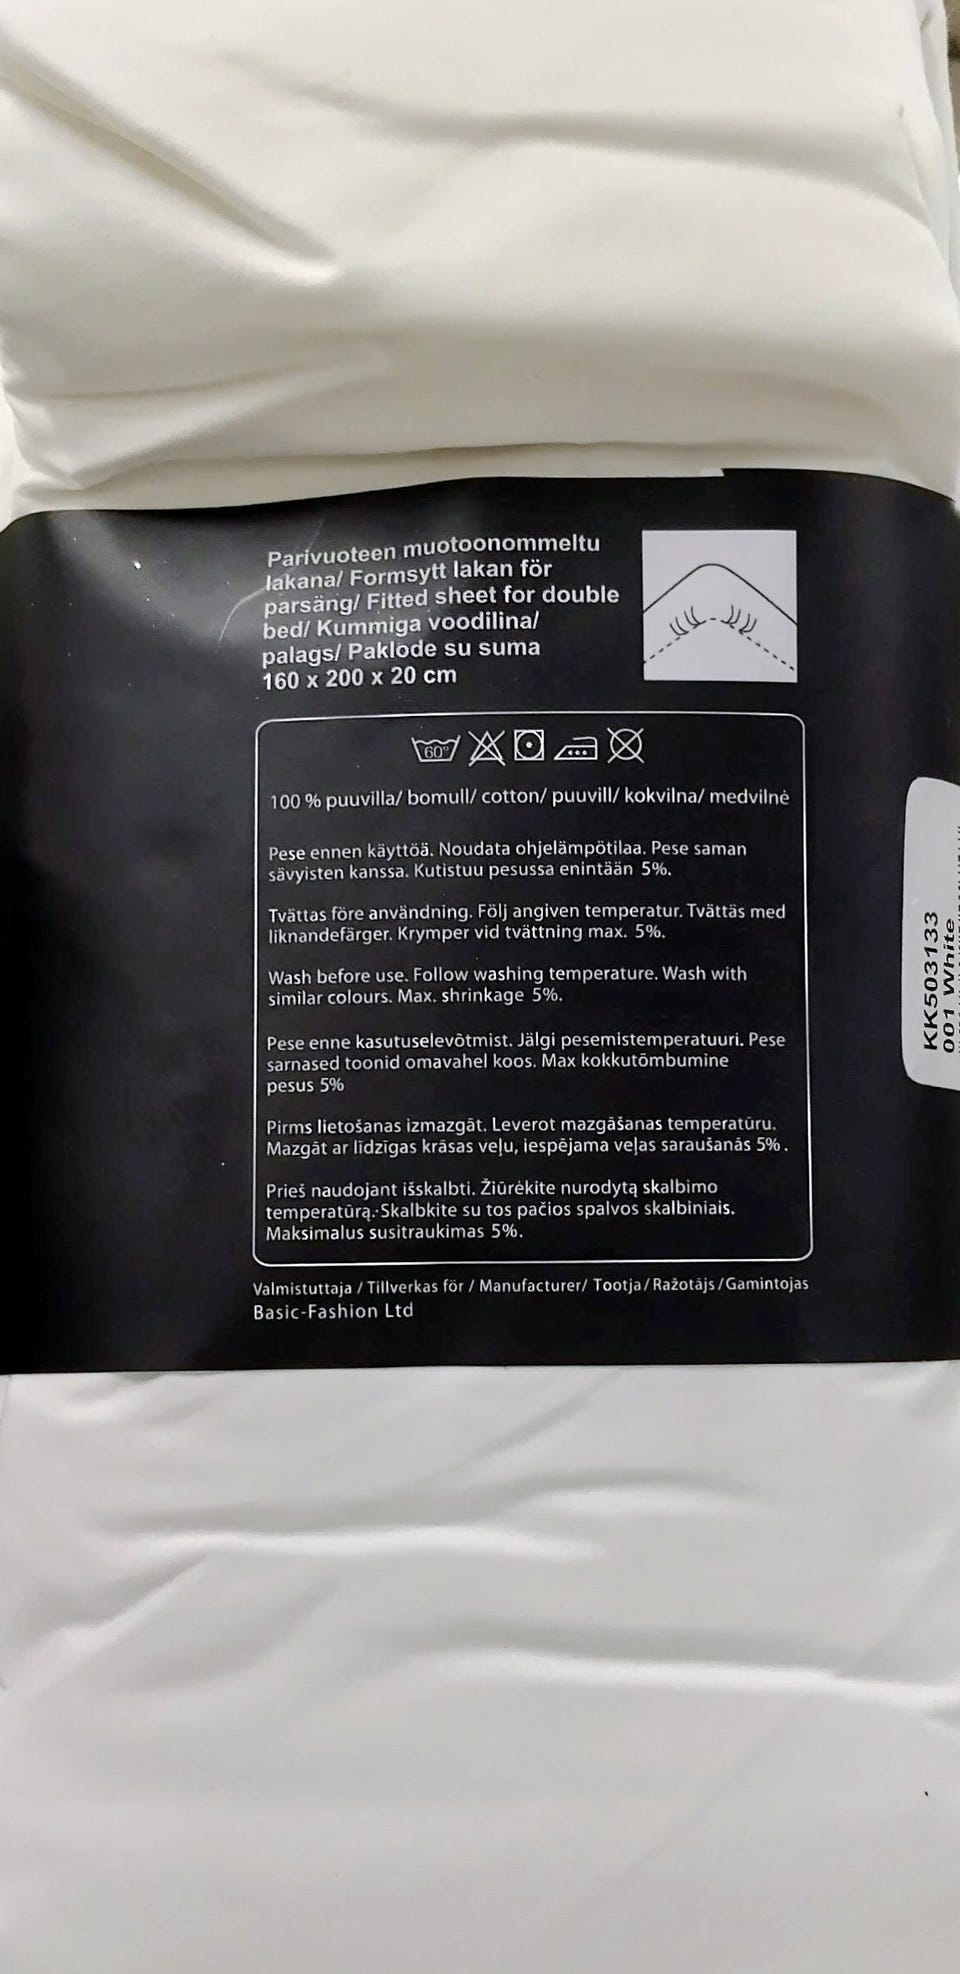 Parivuoteen muotoonommeltu
lakana/ Formsytt lakan för
parsäng/ Fitted sheet for double
bed/ Kummiga voodilina/
palags/ Paklode su suma
160 x 200 x 20 cm
60°
100 % puuvilla/ bomull/ cotton/ puuvill/ kokvilna/ medvilnė
Pese ennen käyttöä. Noudata ohjelämpötilaa. Pese saman
sävyisten kanssa. Kutistuu pesussa enintään 5%.
Tvättas före användning. Följ angiven temperatur. Tvättäs med
liknandefärger. Krymper vid tvättning max. 5%.
Wash before use. Follow washing temperature. Wash with
similar colours. Max. shrinkage 5%.
Pese enne kasutuselevõtmist. Jälgi pesemistemperatuuri. Pese
sarnased toonid omavahel koos. Max kokkutõmbumine
pesus 5%
Pirms lietošanas izmazgāt. Leverot mazgāšanas temperatūru.
Mazgāt ar līdzīgas krāsas veļu, iespējama veļas saraušanās 5%.
Prieš naudojant išskalbti. Žiūrėkite nurodytą skalbimo
temperatūrą. Skalbkite su tos pačios spalvos skalbiniais.
Maksimalus susitraukimas 5%.
Valmistuttaja / Tillverkas för / Manufacturer/ Tootja/ Ražotājs/Gamintojas
Basic-Fashion Ltd
KK503133
001 White